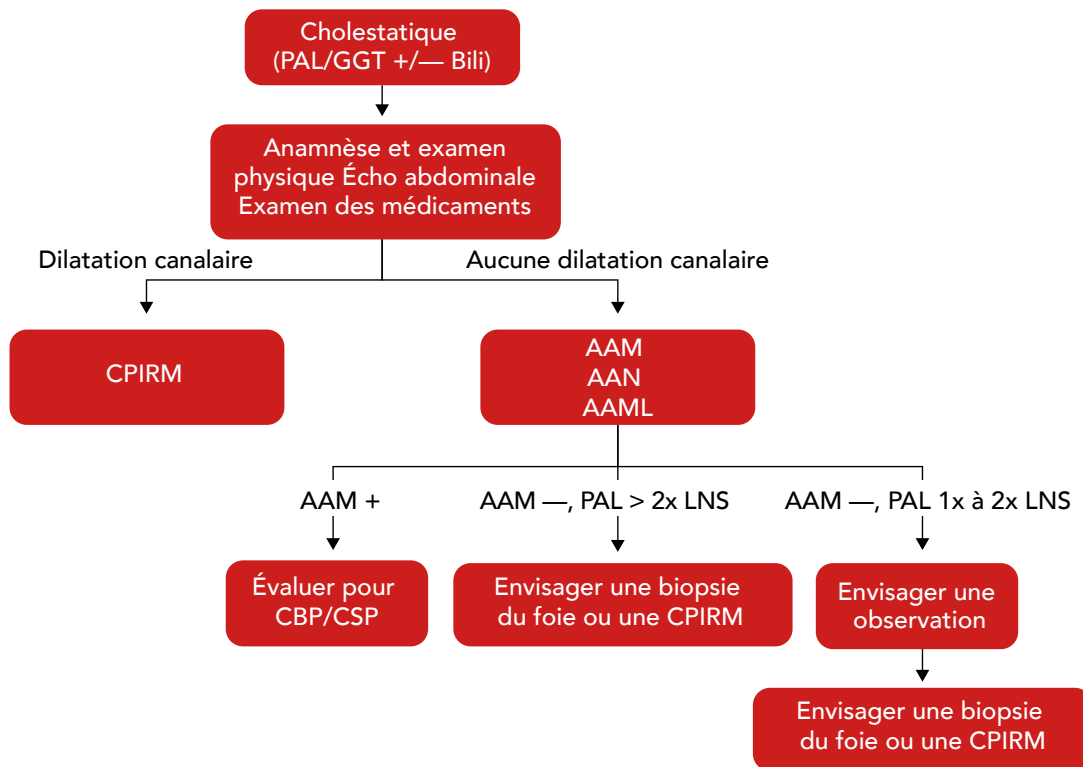 Cholestatique
(PAL/GGT +/— Bili)
Anamnèse et examen
physique Écho abdominale
Examen des médicaments
Dilatation canalaire
Aucune dilatation canalaire
CPIRM
AAM
AAN
AAML
AAM +
AAM —, PAL > 2x LNS
AAM —, PAL 1x à 2x LNS
Évaluer pour
CBP/CSP
Envisager une biopsie
du foie ou une CPIRM
Envisager une
observation
Envisager une biopsie
du foie ou une CPIRM